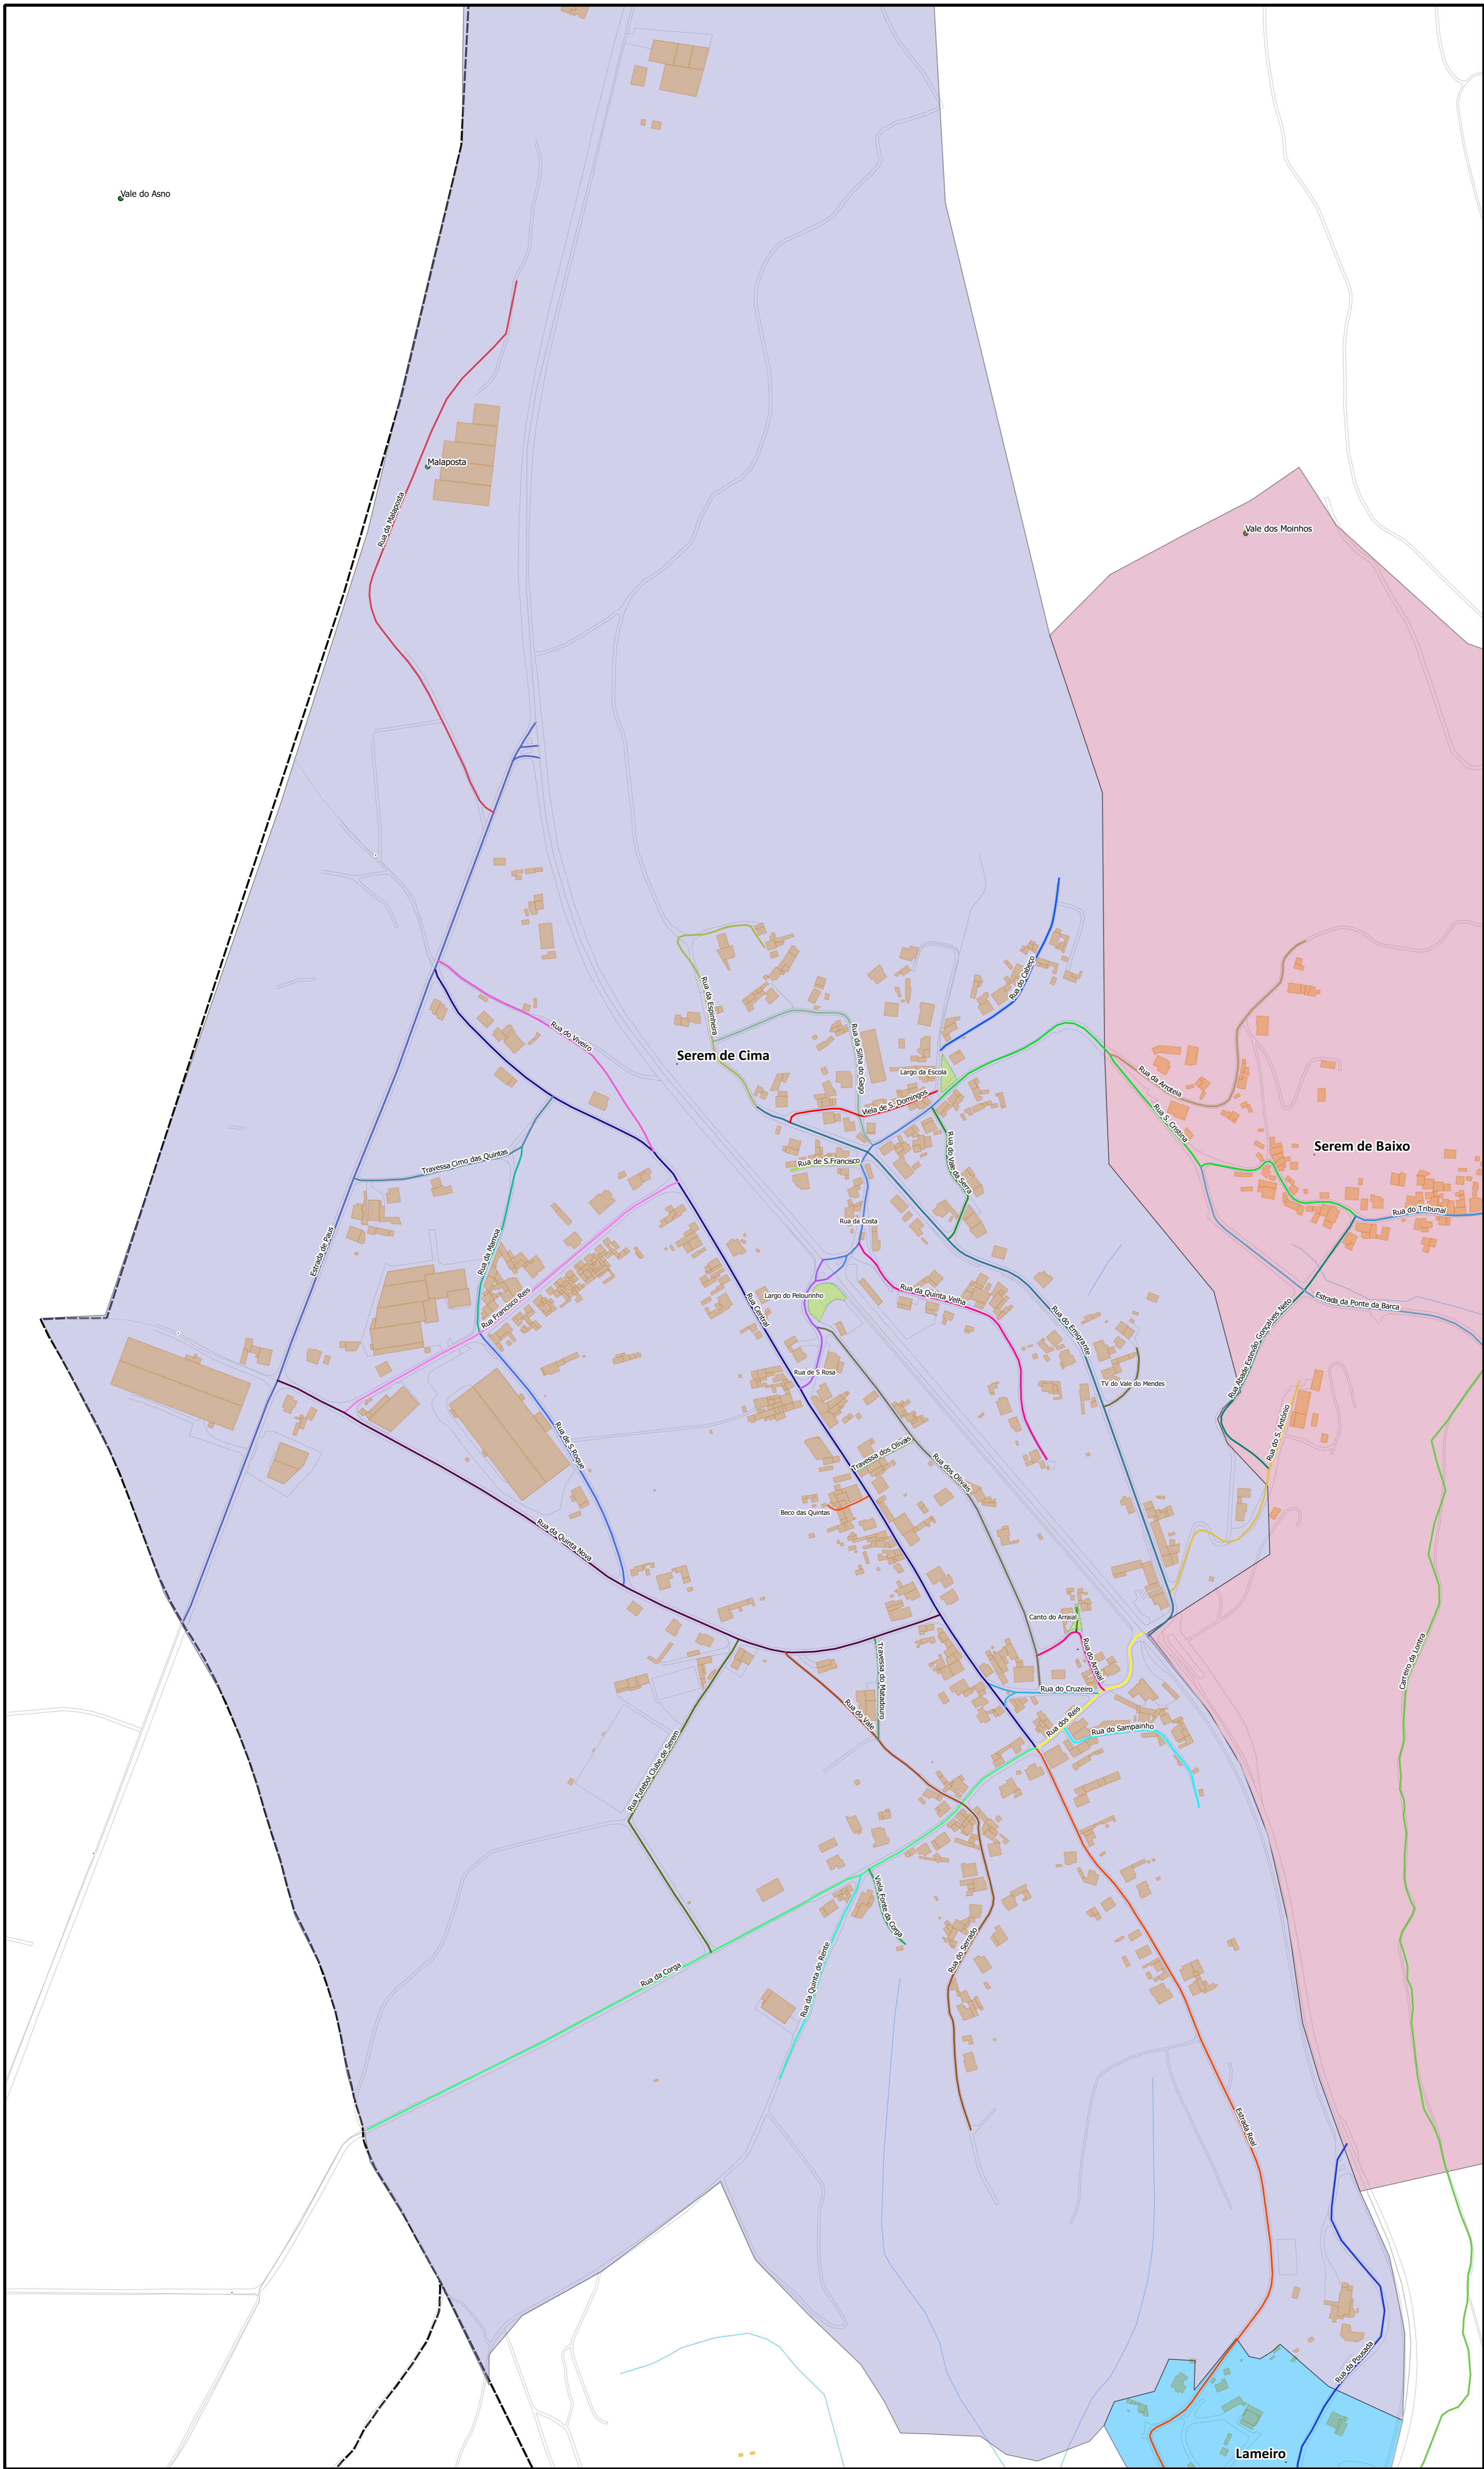 Vale do Asno
Malaposta
Rua da Malaposta
Vale dos Moinhos
Rua do Cabeço
Rua da Espinheira
Rua do Viveiro
Rua da Silha do Gago
Serem de Cima
Largo da Escola
Rua da Arroteia
Viela de S. Domingos
Rua S. Cristina
Serem de Baixo
Travessa Cimo das Quintas
Rua do Vale da Serra
Rua de S.Francisco
Rua do Tribunal
Rua da Costa
Estrada de Paus
Rua da Mamoa
Rua Francisco Reis
Largo do Pelourinho
Rua da Quinta Velha
Rua Central
Rua do Emigrante
Estrada da Ponte da Barca
Rua Abade Estevão Gonçalves Neto
Rua de S Rosa
TV do Vale do Mendes
Rua de S.Roque
Rua do S. António
Travessa dos Olivais
Rua dos Olivais
Beco das Quintas
Rua da Quinta Nova
Canto do Arraial
Rua do Arraial
Travessa do Matadouro
Carreiro da Lontra
Rua do Cruzeiro
Rua do Vale
Rua dos Reis
Rua do Sampainho
Rua Futebol Clube de Serem
Viela Fonte da Corga
Rua do Serrado
Rua da Corga
Rua da Quinta do Rente
Estrada Real
Rua da Pousada
Lameiro